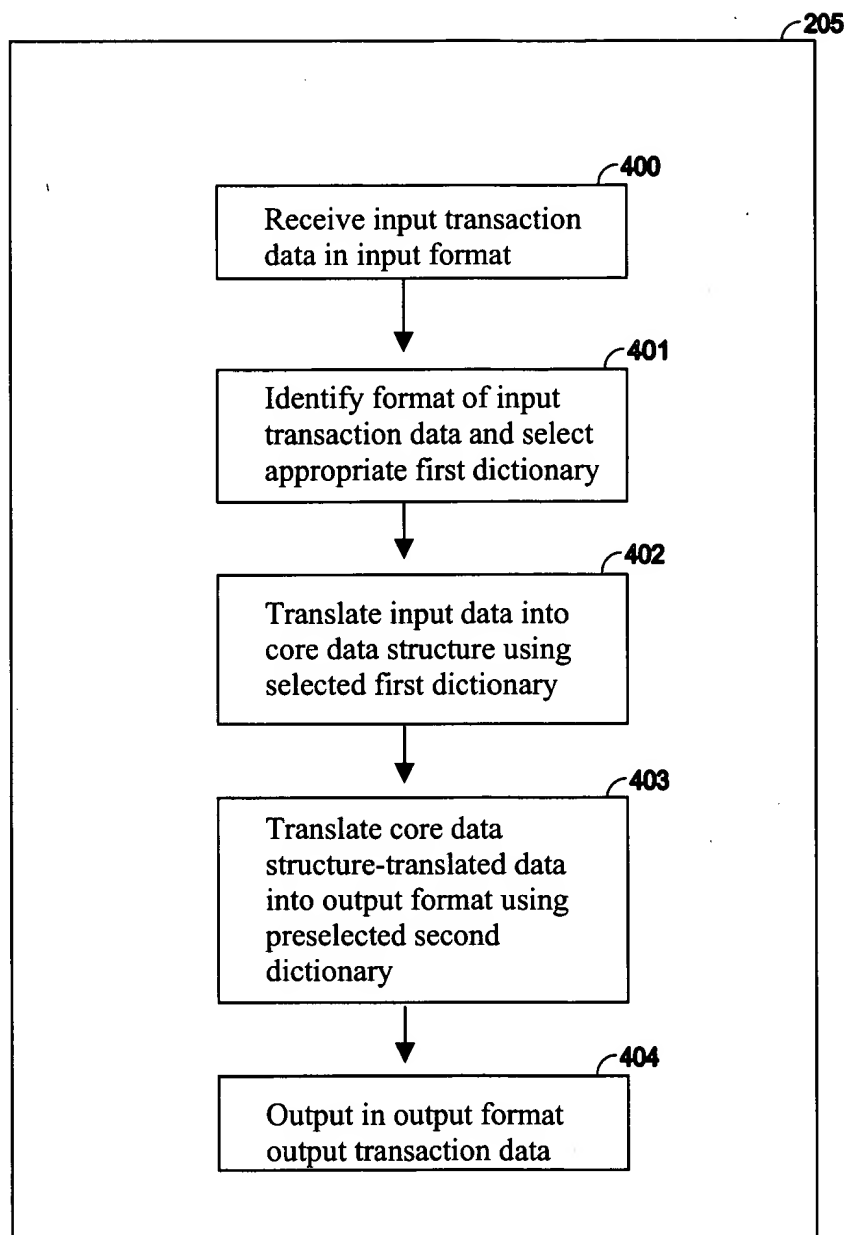 205
400
Receive input transaction
data in input format
401
Identify format of input
transaction data and select
appropriate first dictionary
402
Translate input data into
core data structure using
selected first dictionary
403
Translate core data
structure-translated data
into output format using
preselected second
dictionary
404
Output in output format
output transaction data